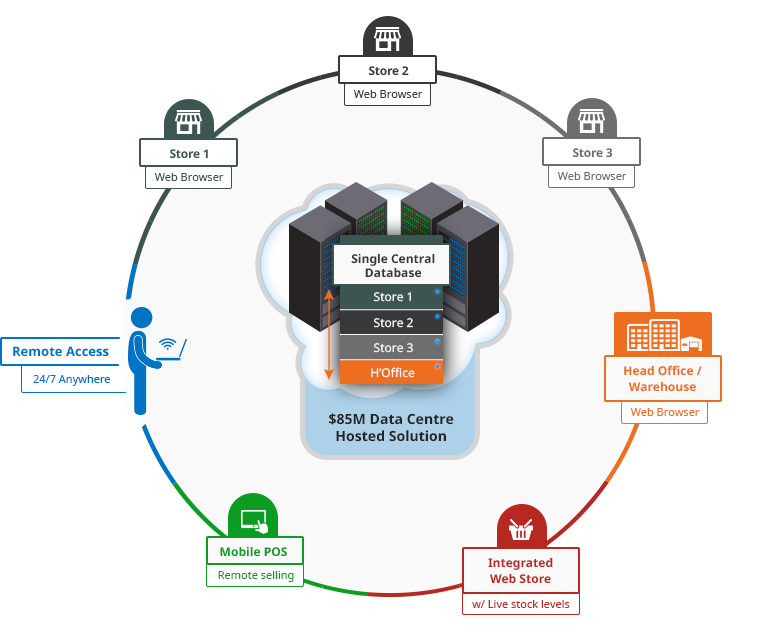 Store 2
Web Browser
Store 1
Web Browser
Store 3
Web Browser
Single Central
Database
Store 1
Store 2
Store 3
H'Office
$85M Data Centre
Hosted Solution
Remote Access
24/7 Anywhere
Head Office /
Warehouse
Web Browser
Mobile POS
Remote selling
Integrated
Web Store
w/ Live stock levels